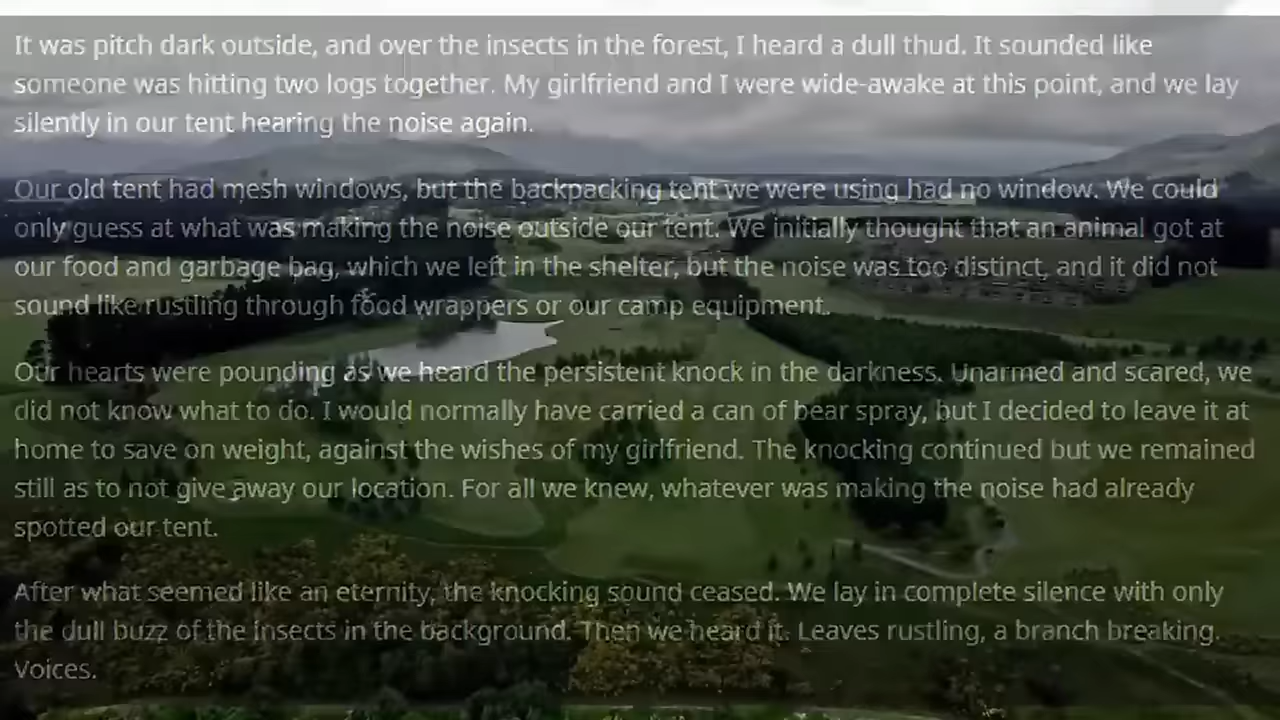 It was pitch dark outside, and over the insects in the forest, I heard a dull thud. It sounded like
someone was hitting two logs together. My girlfriend and I were wide-awake at this point, and we lay
silently in our tent hearing the noise again.
Our old tent had mesh windows, but the backpacking tent we were using had no window. We could
only guess at what was making the noise outside our tent. We initially thought that an animal got at
our food and garbage bag, which we left in the shelter, but the noise was too distinct, and it did not
sound like rustling through food wrappers or our camp equipment.
Our hearts were pounding as we heard the persistent knock in the darkness. Unarmed and scared, we
did not know what to do. I would normally have carried a can of bear spray, but I decided to leave it at
home to save on weight, against the wishes of my girlfriend. The knocking continued but we remained
still as to not give away our location. For all we knew, whatever was making the noise had already
spotted our tent.
After what seemed like an eternity, the knocking sound ceased. We lay in complete silence with only
the dull buzz of the insects in the background. Then we heard it. Leaves rustling, a branch breaking.
Voices.